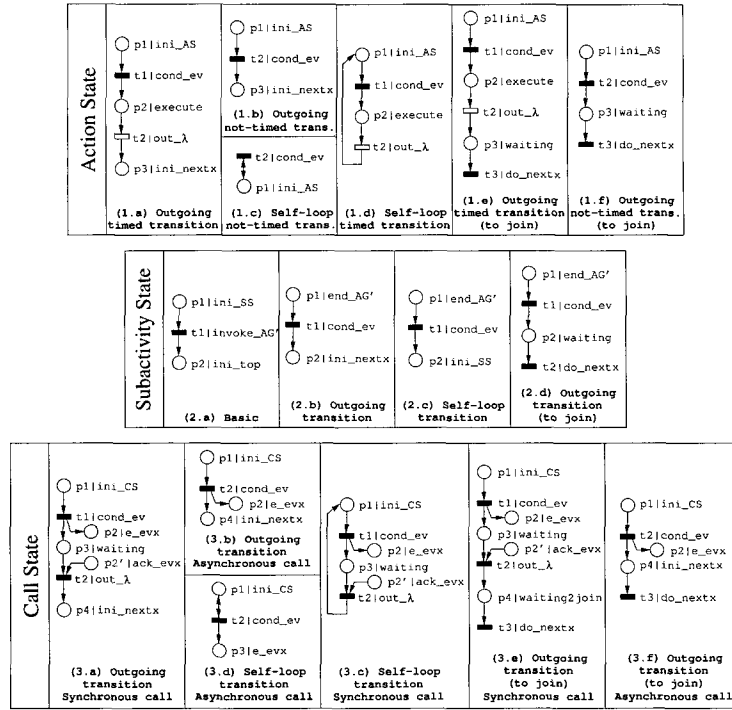 Action State
p1|ini_AS
t1|cond_ev
p2|execute
t2|out_λ
p3|ini_nextx
(1.a) Outgoing
timed transition
p1|ini_AS
t2|cond_ev
p3|ini_nextx
(1.b) Outgoing
not-timed trans.
t2|cond_ev
p1|ini_AS
(1.c) Self-loop
not-timed trans.
p1|ini_AS
t1|cond_ev
p2|execute
t2|out_λ
(1.d) Self-loop
timed transition
p1|ini_AS
t1|cond_ev
p2|execute
t2|out_λ
p3|waiting
t3|do_nextx
(1.e) Outgoing
timed transition
(to join)
p1|ini_AS
t2|cond_ev
p3|waiting
t3|do_nextx
(1.f) Outgoing
not-timed trans.
(to join)
Subactivity State
p1|ini_SS
t1|invoke_AG'
p2|ini_top
(2.a) Basic
p1|end_AG'
t1|cond_ev
p2|ini_nextx
(2.b) Outgoing
transition
p1|end_AG'
t1|cond_ev
p2|ini_SS
(2.c) Self-loop
transition
p1|end_AG'
t1|cond_ev
p2|waiting
t2|do_nextx
(2.d) Outgoing
transition
(to join)
Call State
p1|ini_CS
t1|cond_ev
p2|e_evx
p3|waiting
p2'|ack_evx
t2|out_λ
p4|ini_nextx
(3.a) Outgoing
transition
Synchronous call
p1|ini_CS
t2|cond_ev
p2|e_evx
p4|ini_nextx
(3.b) Outgoing
transition
Asynchronous call
p1|ini_CS
t2|cond_ev
p3|e_evx
(3.d) Self-loop
transition
Asynchronous call
p1|ini_CS
t1|cond_ev
p2|e_evx
p3|waiting
p2'|ack_evx
t2|out_λ
(3.c) Self-loop
transition
Synchronous call
p1|ini_CS
t1|cond_ev
p2|e_evx
p3|waiting
p2'|ack_evx
t2|out_λ
p4|waiting2join
t3|do_nextx
(3.e) Outgoing
transition
(to join)
Synchronous call
p1|ini_CS
t2|cond_ev
p2|e_evx
p4|ini_nextx
t3|do_nextx
(3.f) Outgoing
transition
(to join)
Asynchronous call